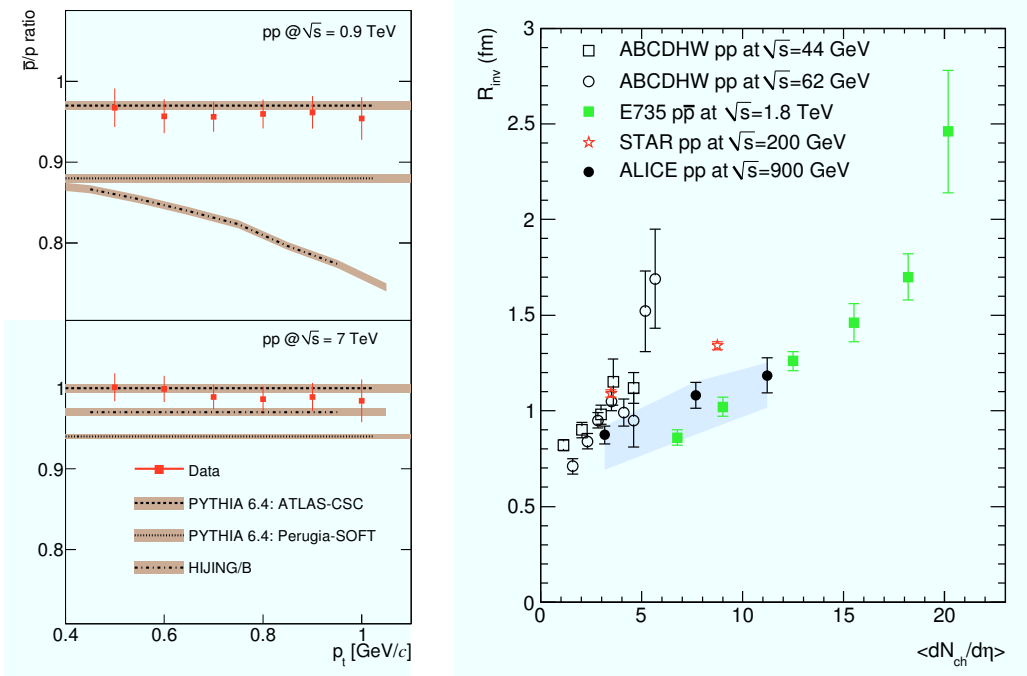 p̅/p ratio
pp @ √s = 0.9 TeV
1
0.9
0.8
pp @ √s = 7 TeV
1
0.9
0.8
Data
PYTHIA 6.4: ATLAS-CSC
PYTHIA 6.4: Perugia-SOFT
HIJING/B
0.4 0.6 0.8 1
p_t [GeV/c]
R_inv (fm)
3
2.5
2
1.5
1
0.5
0
ABCDHW pp at √s=44 GeV
ABCDHW pp at √s=62 GeV
E735 pp̅ at √s=1.8 TeV
STAR pp at √s=200 GeV
ALICE pp at √s=900 GeV
0 5 10 15 20
<dN_ch/dη>